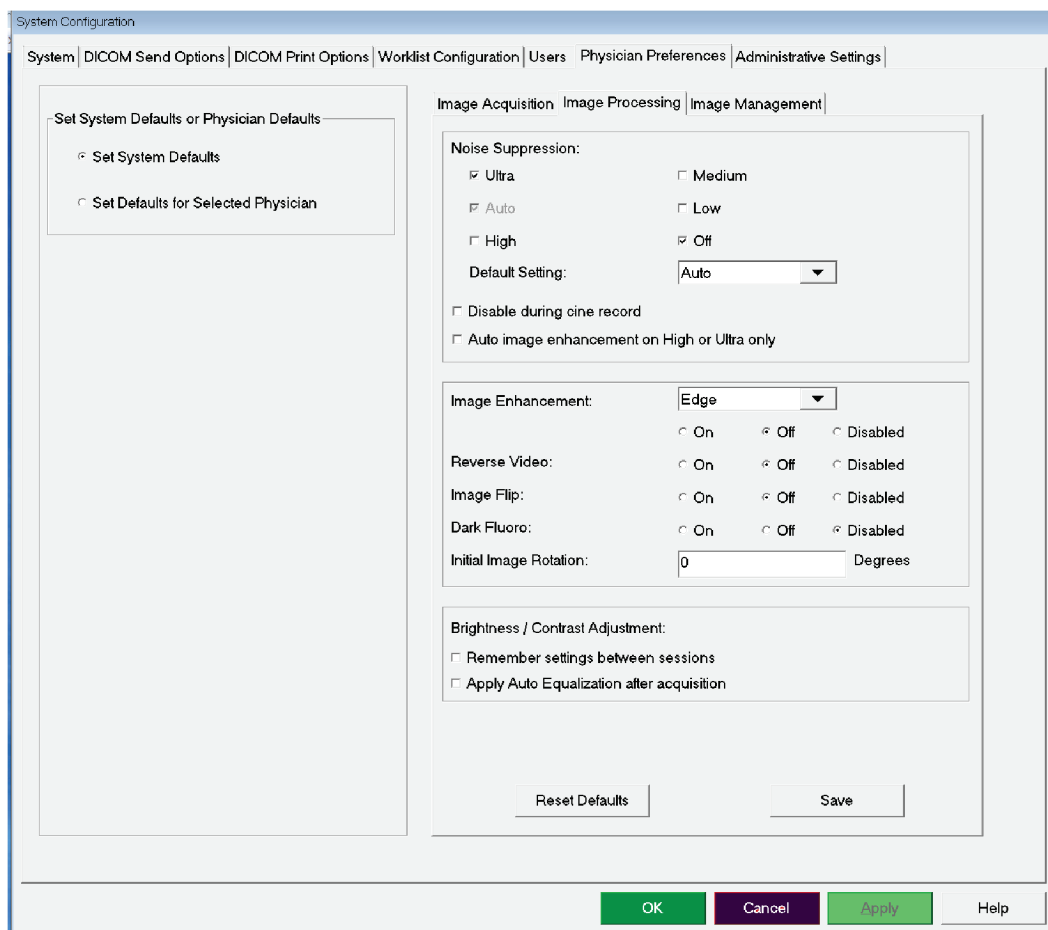 System Configuration
System DICOM Send Options DICOM Print Options Worklist Configuration Users Physician Preferences Administrative Settings
Set System Defaults or Physician Defaults
Set System Defaults
Set Defaults for Selected Physician
Image Acquisition Image Processing Image Management
Noise Suppression:
Ultra Medium
Auto Low
High Off
Default Setting: Auto
Disable during cine record
Auto image enhancement on High or Ultra only
Image Enhancement: Edge
On Off Disabled
Reverse Video: On Off Disabled
Image Flip: On Off Disabled
Dark Fluoro: On Off Disabled
Initial Image Rotation: 0 Degrees
Brightness / Contrast Adjustment:
Remember settings between sessions
Apply Auto Equalization after acquisition
Reset Defaults Save
OK Cancel Apply Help